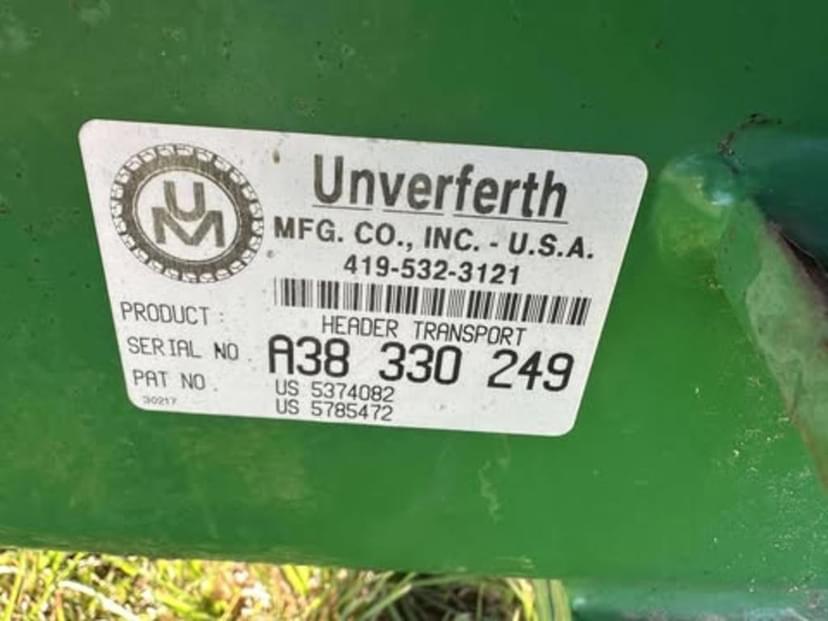 UM
Unverferth
MFG. CO., INC. - U.S.A.
419-532-3121
PRODUCT: HEADER TRANSPORT
SERIAL NO. A38 330 249
PAT NO. US 5374082
US 5785472
30217